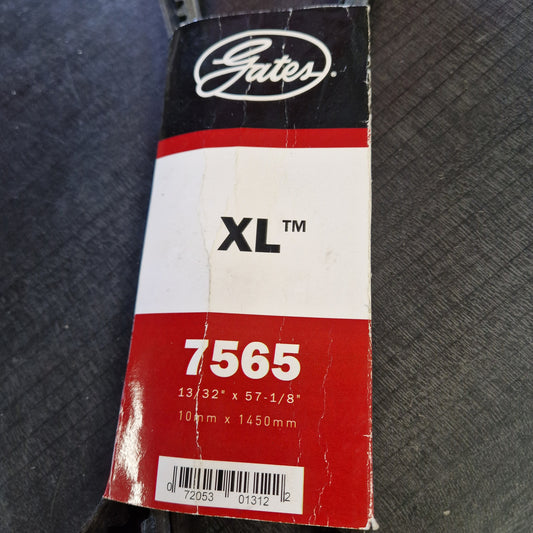 Gates®
XL™
7565
13/32" x 57-1/8"
10mm x 1450mm
0 72053 01312 2